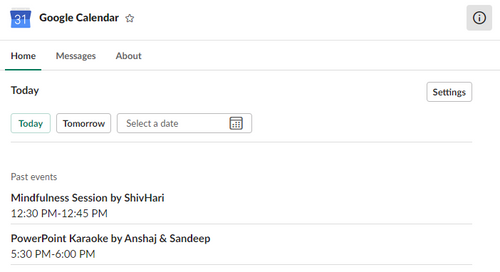 31 Google Calendar
Home Messages About
Today Settings
Today Tomorrow Select a date
Past events
Mindfulness Session by ShivHari
12:30 PM-12:45 PM
PowerPoint Karaoke by Anshaj & Sandeep
5:30 PM-6:00 PM